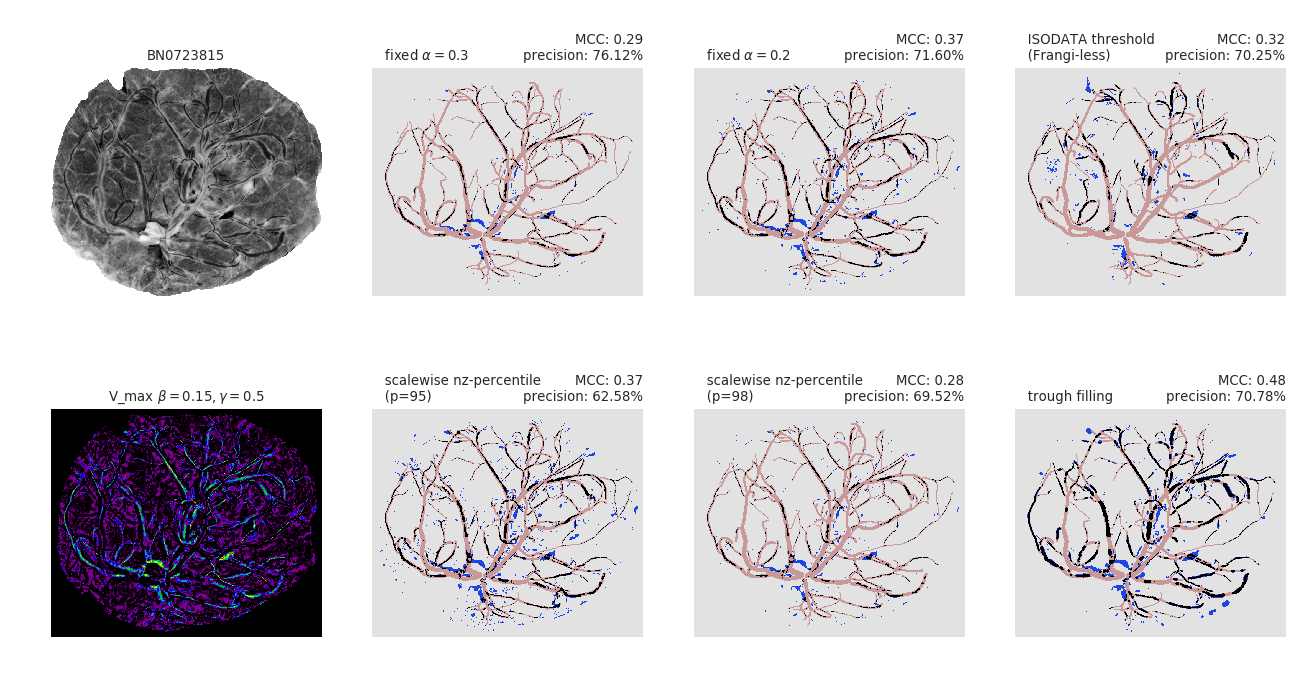 BN0723815
fixed α = 0.3
MCC: 0.29
precision: 76.12%
fixed α = 0.2
MCC: 0.37
precision: 71.60%
ISODATA threshold
(Frangi-less)
MCC: 0.32
precision: 70.25%
V_max β = 0.15, γ = 0.5
scalewise nz-percentile
(p=95)
MCC: 0.37
precision: 62.58%
scalewise nz-percentile
(p=98)
MCC: 0.28
precision: 69.52%
trough filling
MCC: 0.48
precision: 70.78%